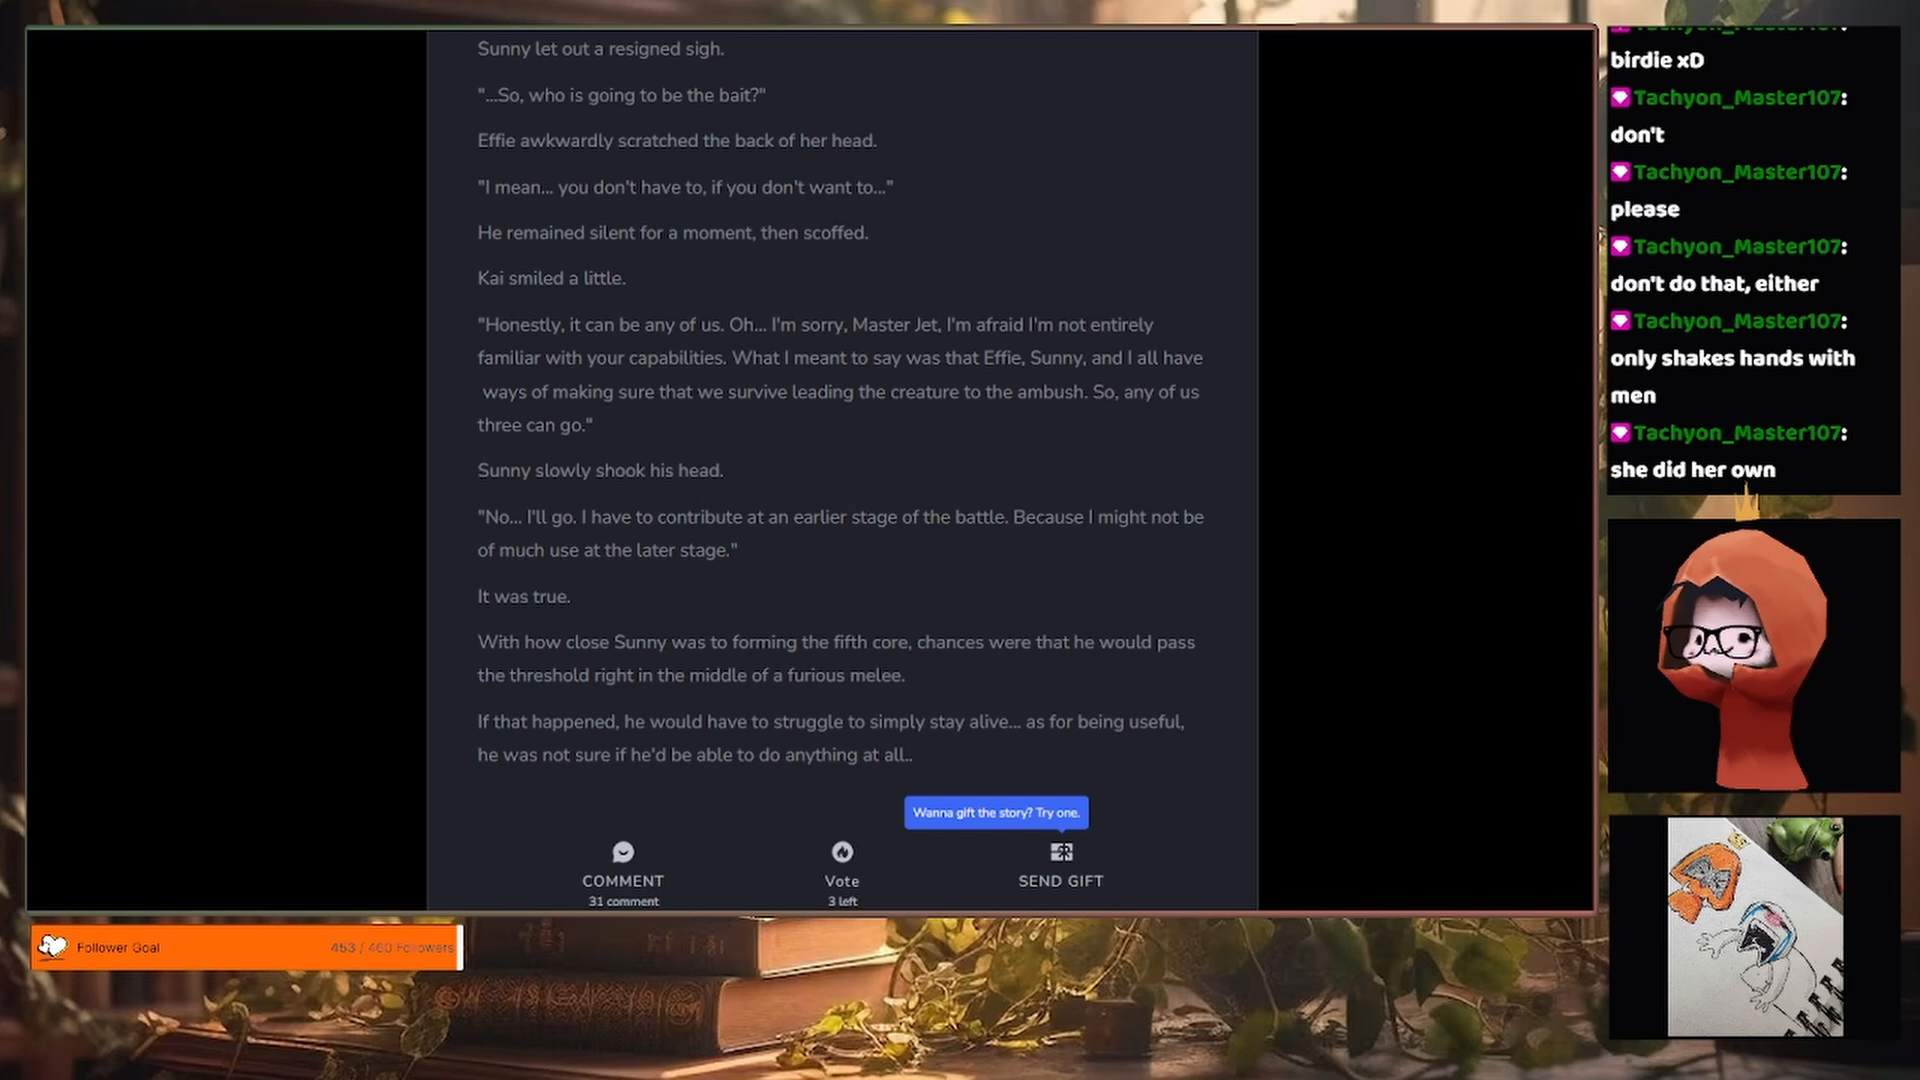 Sunny let out a resigned sigh.
"...So, who is going to be the bait?"
Effie awkwardly scratched the back of her head.
"I mean... you don't have to, if you don't want to..."
He remained silent for a moment, then scoffed.
Kai smiled a little.
"Honestly, it can be any of us. Oh... I'm sorry, Master Jet, I'm afraid I'm not entirely
familiar with your capabilities. What I meant to say was that Effie, Sunny, and I all have
ways of making sure that we survive leading the creature to the ambush. So, any of us
three can go."
Sunny slowly shook his head.
"No... I'll go. I have to contribute at an earlier stage of the battle. Because I might not be
of much use at the later stage."
It was true.
With how close Sunny was to forming the fifth core, chances were that he would pass
the threshold right in the middle of a furious melee.
If that happened, he would have to struggle to simply stay alive... as for being useful,
he was not sure if he'd be able to do anything at all..
Wanna gift the story? Try one.
COMMENT
31 comment
Vote
3 left
SEND GIFT
Follower Goal
453 / 460 Followers
Tachyon_Master107:
birdie xD
Tachyon_Master107:
don't
Tachyon_Master107:
please
Tachyon_Master107:
don't do that, either
Tachyon_Master107:
only shakes hands with
men
Tachyon_Master107:
she did her own